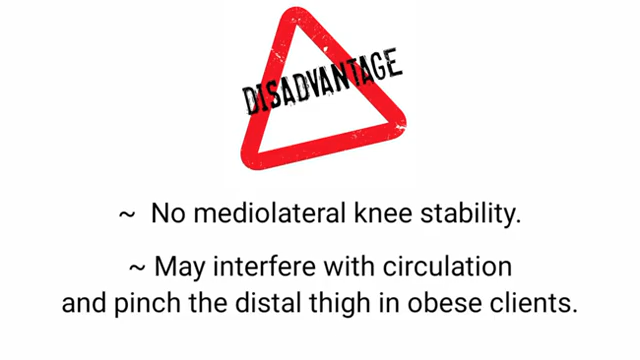 DISADVANTAGE
~ No mediolateral knee stability.
~ May interfere with circulation
and pinch the distal thigh in obese clients.